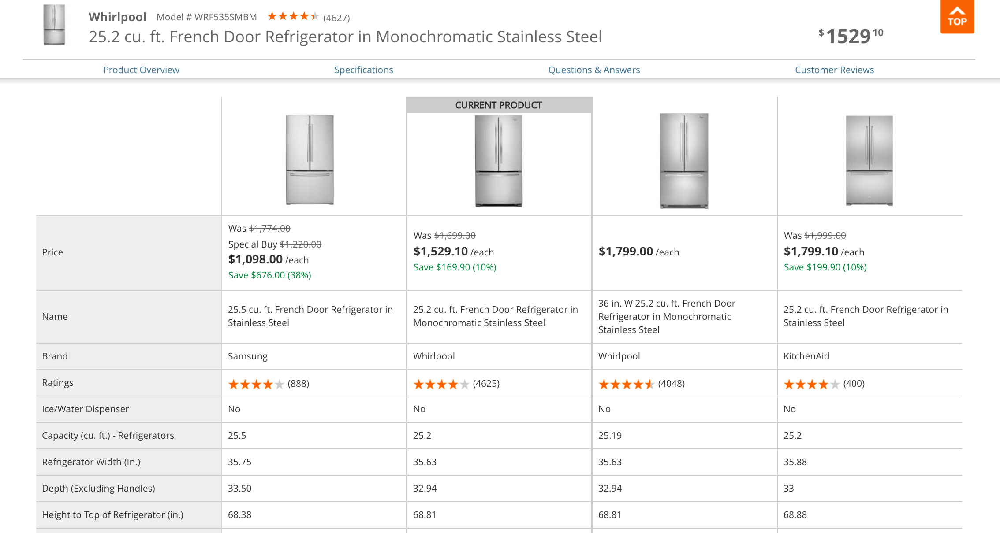 Whirlpool Model # WRF535SMBM (4627)
25.2 cu. ft. French Door Refrigerator in Monochromatic Stainless Steel
$1529 10
TOP
Product Overview Specifications Questions & Answers Customer Reviews
CURRENT PRODUCT
Price
Was $1,774.00
Special Buy $1,220.00
$1,098.00 /each
Save $676.00 (38%)
Was $1,699.00
$1,529.10 /each
Save $169.90 (10%)
$1,799.00 /each
Was $1,999.00
$1,799.10 /each
Save $199.90 (10%)
Name
25.5 cu. ft. French Door Refrigerator in
Stainless Steel
25.2 cu. ft. French Door Refrigerator in
Monochromatic Stainless Steel
36 in. W 25.2 cu. ft. French Door
Refrigerator in Monochromatic
Stainless Steel
25.2 cu. ft. French Door Refrigerator in
Stainless Steel
Brand Samsung Whirlpool Whirlpool KitchenAid
Ratings (888) (4625) (4048) (400)
Ice/Water Dispenser No No No No
Capacity (cu. ft.) - Refrigerators 25.5 25.2 25.19 25.2
Refrigerator Width (In.) 35.75 35.63 35.63 35.88
Depth (Excluding Handles) 33.50 32.94 32.94 33
Height to Top of Refrigerator (in.) 68.38 68.81 68.81 68.88